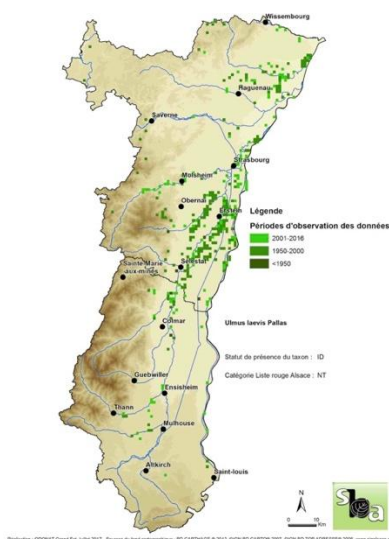 Wissembourg
Haguenau
Saverne
Strasbourg
Molsheim
Obernai
Erstein
Légende
Périodes d'observation des données
2001-2016
1950-2000
<1950
Sainte-Marie
aux-mines
Sélestat
Ulmus laevis Pallas
Colmar
Statut de présence du taxon : ID
Catégorie Liste rouge Alsace : NT
Guebwiller
Ensisheim
Thann
Mulhouse
Altkirch
Saint-louis
N
0
10
Km
sba